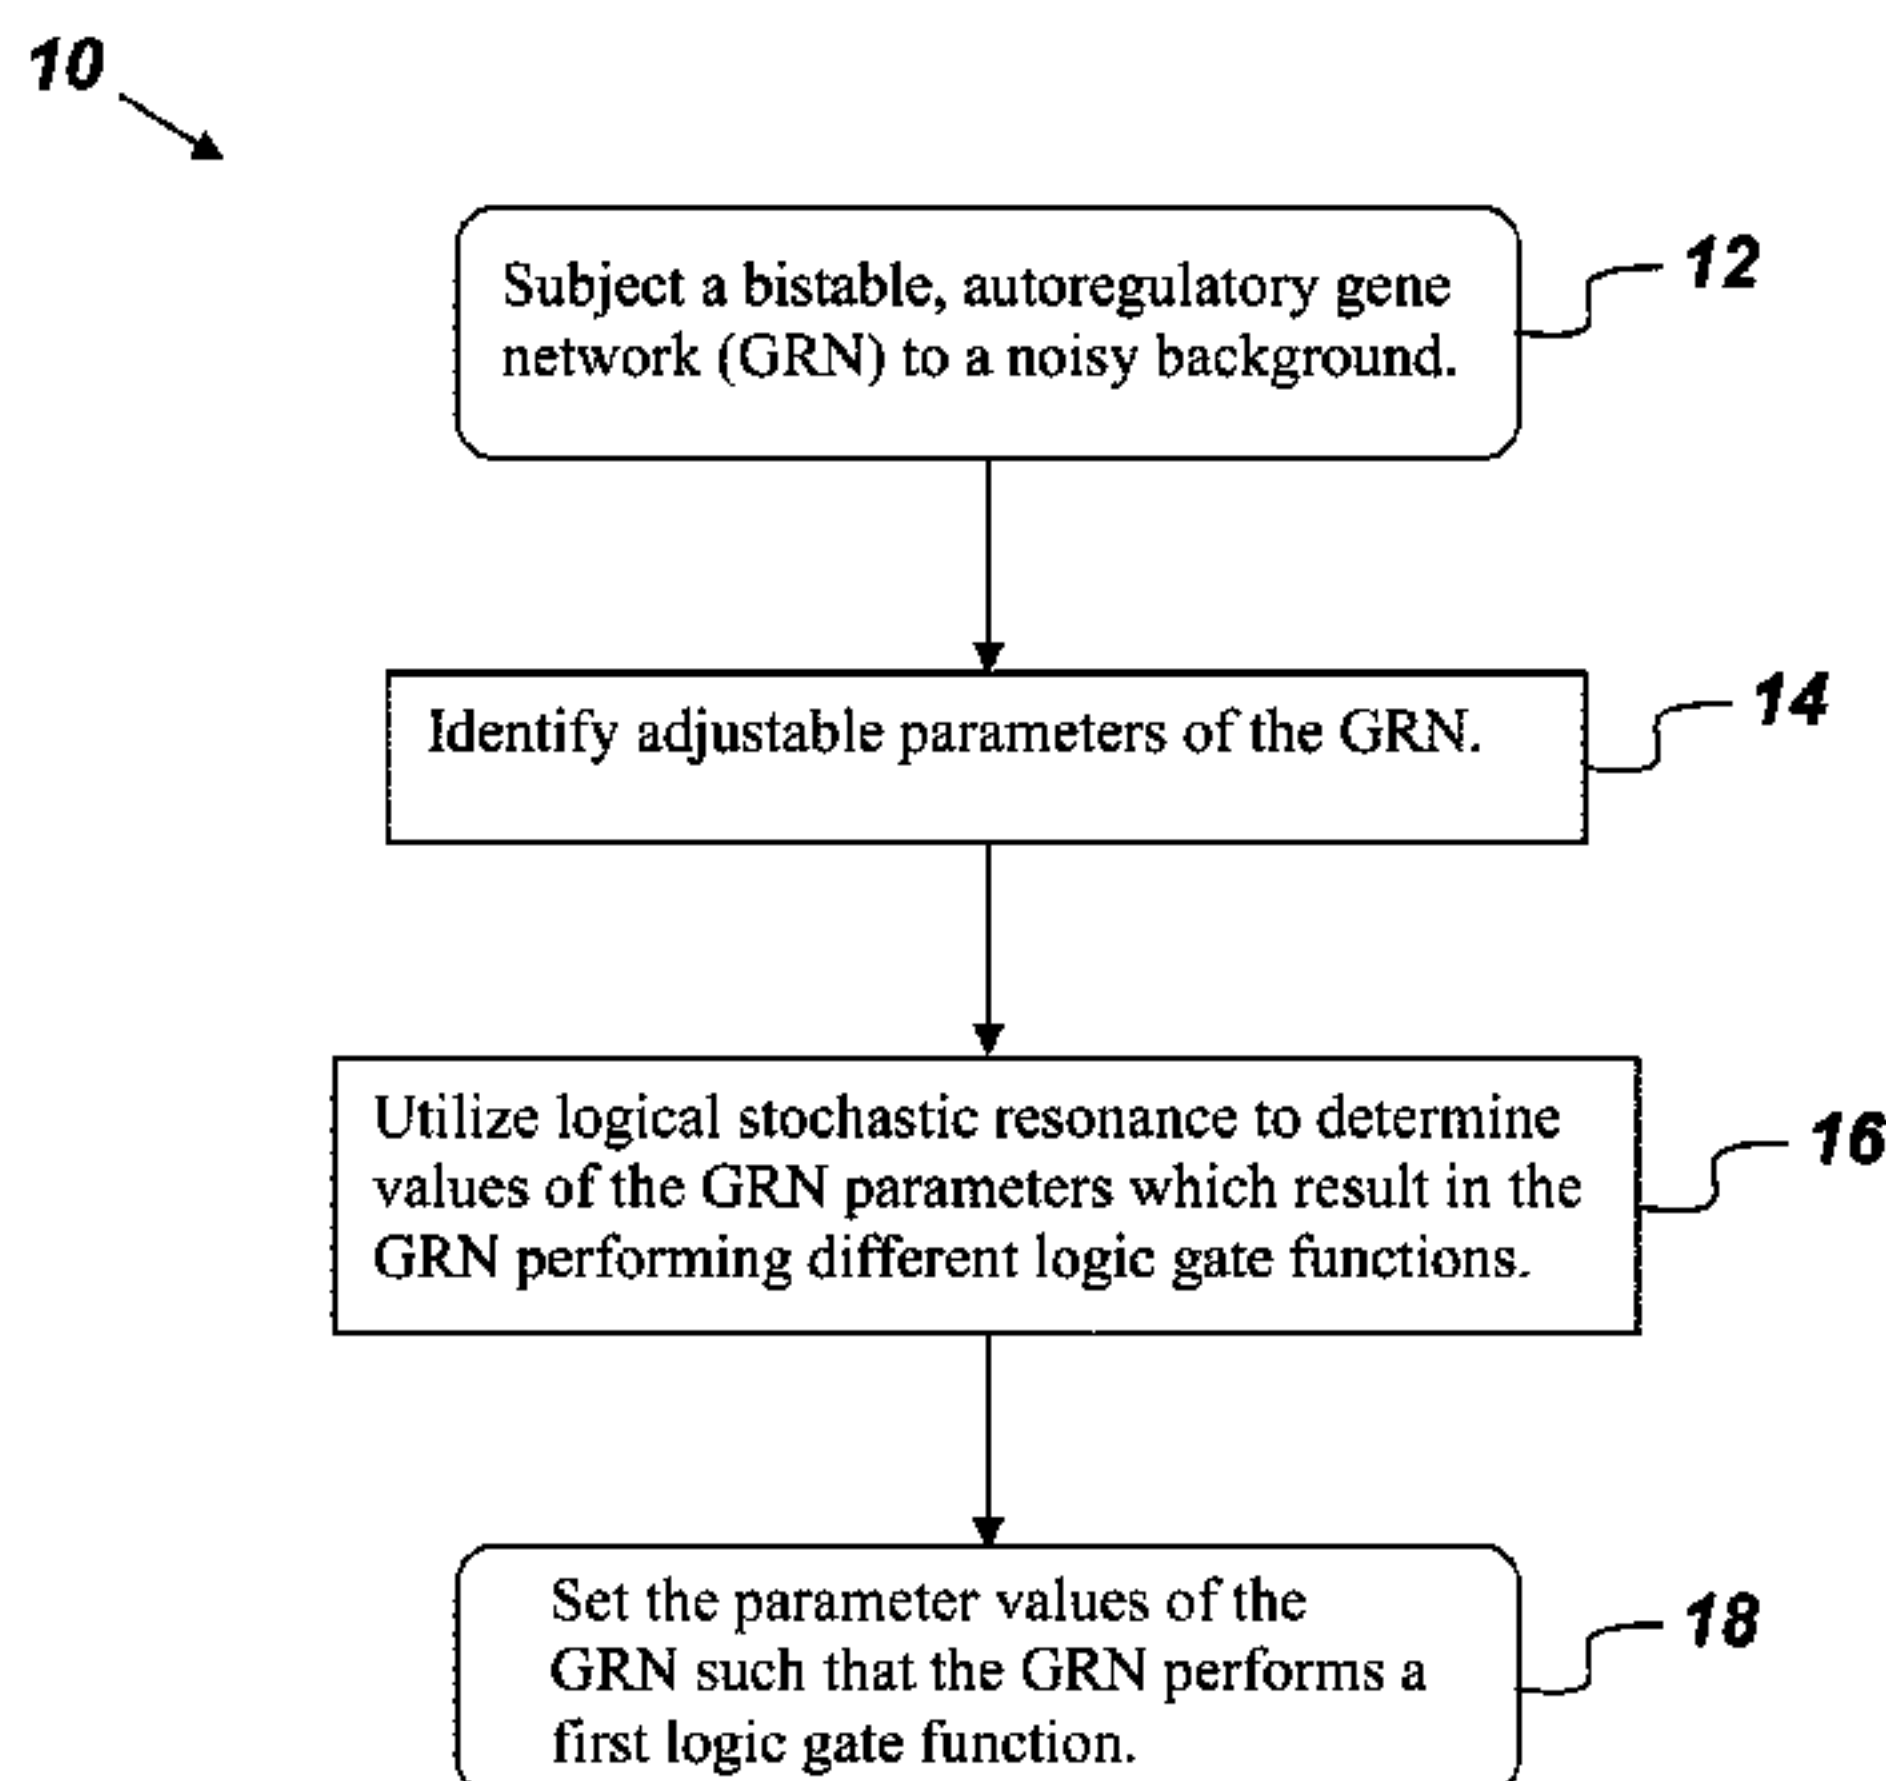 10
Subject a bistable, autoregulatory gene
network (GRN) to a noisy background.
12
Identify adjustable parameters of the GRN.
14
Utilize logical stochastic resonance to determine
values of the GRN parameters which result in the
GRN performing different logic gate functions.
16
Set the parameter values of the
GRN such that the GRN performs a
first logic gate function.
18